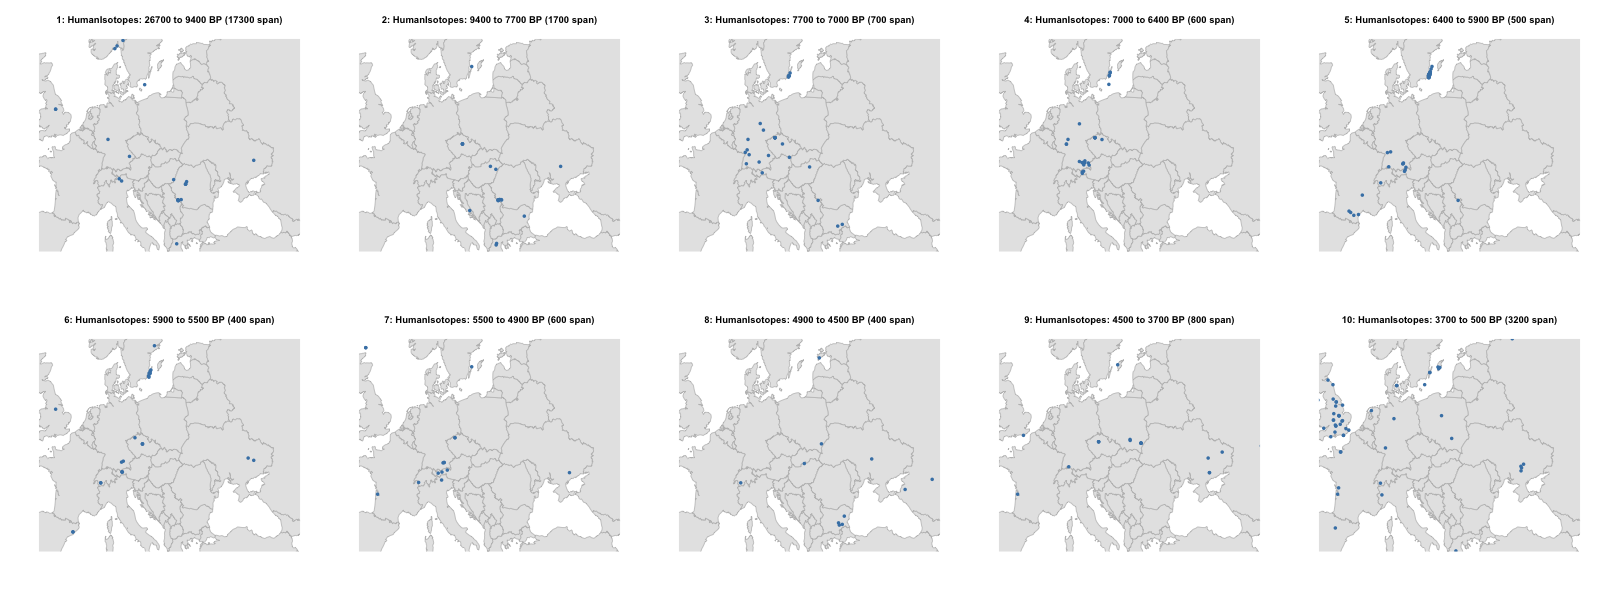 1: HumanIsotopes: 26700 to 9400 BP (17300 span)
2: HumanIsotopes: 9400 to 7700 BP (1700 span)
3: HumanIsotopes: 7700 to 7000 BP (700 span)
4: HumanIsotopes: 7000 to 6400 BP (600 span)
5: HumanIsotopes: 6400 to 5900 BP (500 span)
6: HumanIsotopes: 5900 to 5500 BP (400 span)
7: HumanIsotopes: 5500 to 4900 BP (600 span)
8: HumanIsotopes: 4900 to 4500 BP (400 span)
9: HumanIsotopes: 4500 to 3700 BP (800 span)
10: HumanIsotopes: 3700 to 500 BP (3200 span)